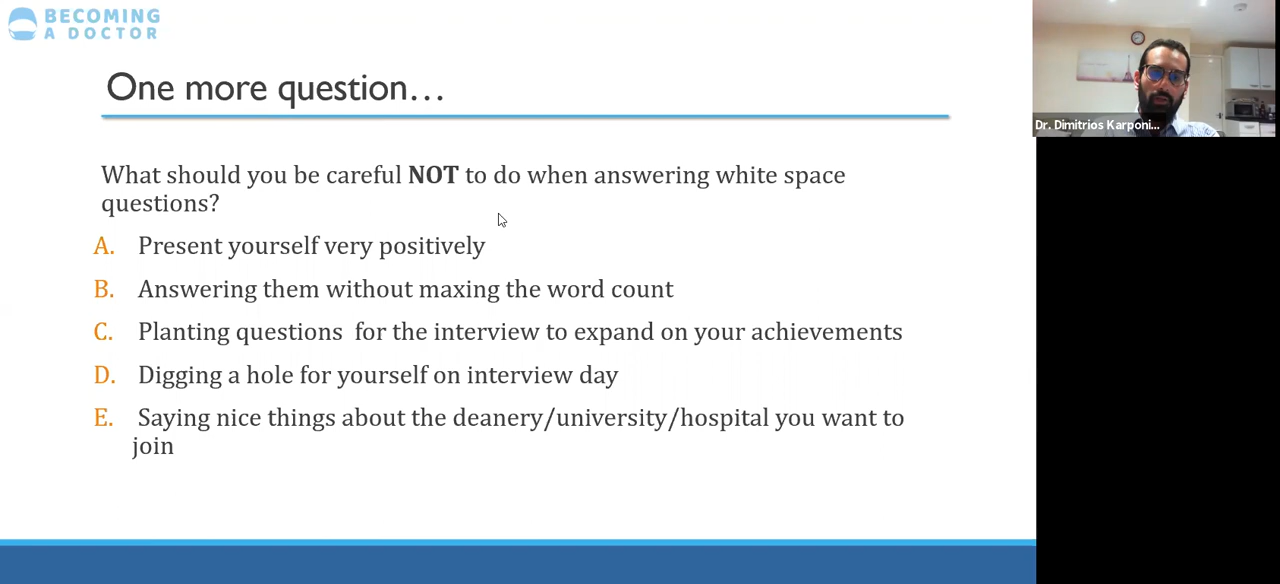 BECOMING
A DOCTOR
One more question...
What should you be careful NOT to do when answering white space
questions?
A. Present yourself very positively
B. Answering them without maxing the word count
C. Planting questions for the interview to expand on your achievements
D. Digging a hole for yourself on interview day
E. Saying nice things about the deanery/university/hospital you want to
join
Dr. Dimitrios Karponi...